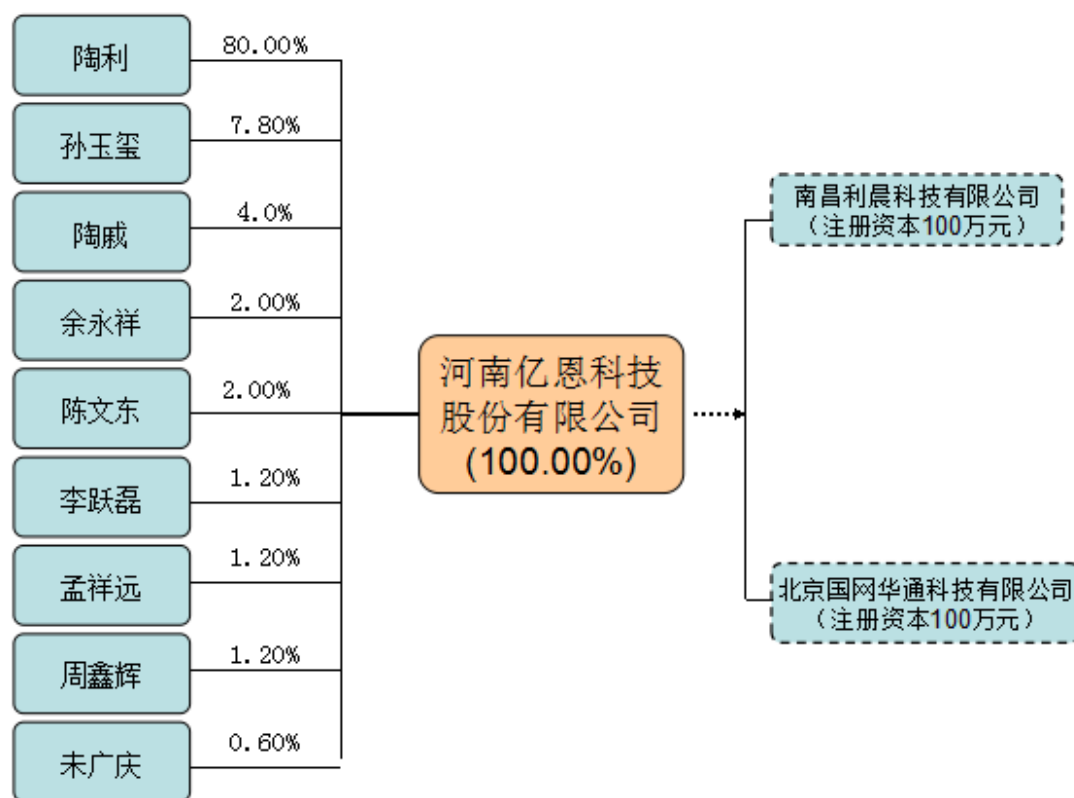 陶利
80.00%
孙玉玺
7.80%
陶戚
4.0%
余永祥
2.00%
陈文东
2.00%
李跃磊
1.20%
孟祥远
1.20%
周鑫辉
1.20%
未广庆
0.60%
河南亿恩科技
股份有限公司
(100.00%)
南昌利晨科技有限公司
（注册资本100万元）
北京国网华通科技有限公司
（注册资本100万元）